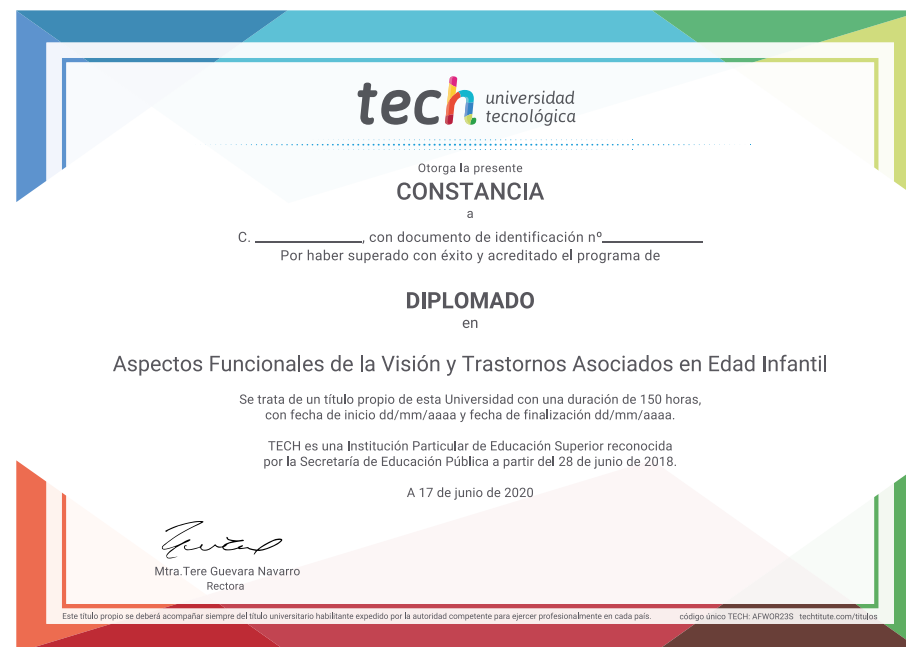 tech universidad
tecnológica
Otorga la presente
CONSTANCIA
a
C. ____________, con documento de identificación nº____________
Por haber superado con éxito y acreditado el programa de
DIPLOMADO
en
Aspectos Funcionales de la Visión y Trastornos Asociados en Edad Infantil
Se trata de un título propio de esta Universidad con una duración de 150 horas,
con fecha de inicio dd/mm/aaaa y fecha de finalización dd/mm/aaaa.
TECH es una Institución Particular de Educación Superior reconocida
por la Secretaría de Educación Pública a partir del 28 de junio de 2018.
A 17 de junio de 2020
Mtra.Tere Guevara Navarro
Rectora
Este título propio se deberá acompañar siempre del título universitario habilitante expedido por la autoridad competente para ejercer profesionalmente en cada país. código único TECH: AFWOR23S techtitute.com/titulos